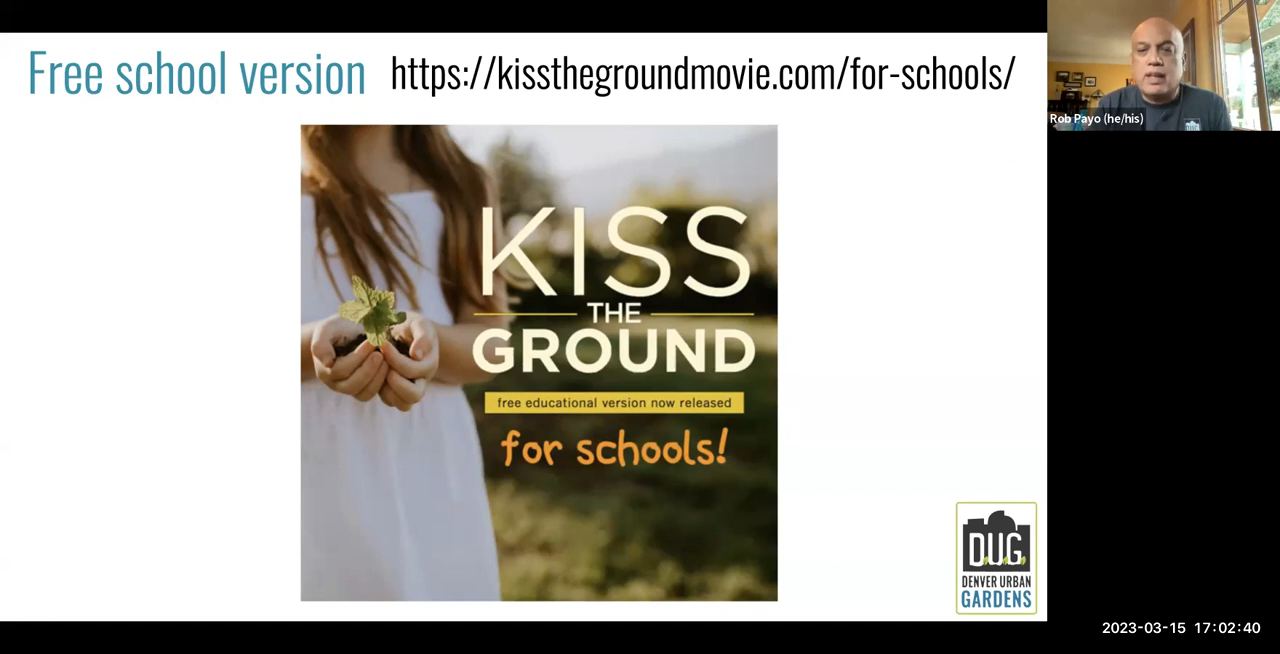 Free school version https://kissthegroundmovie.com/for-schools/
Rob Payo (he/his)
KISS
THE
GROUND
free educational version now released
for schools!
D.U.G.
DENVER URBAN
GARDENS
2023-03-15 17:02:40